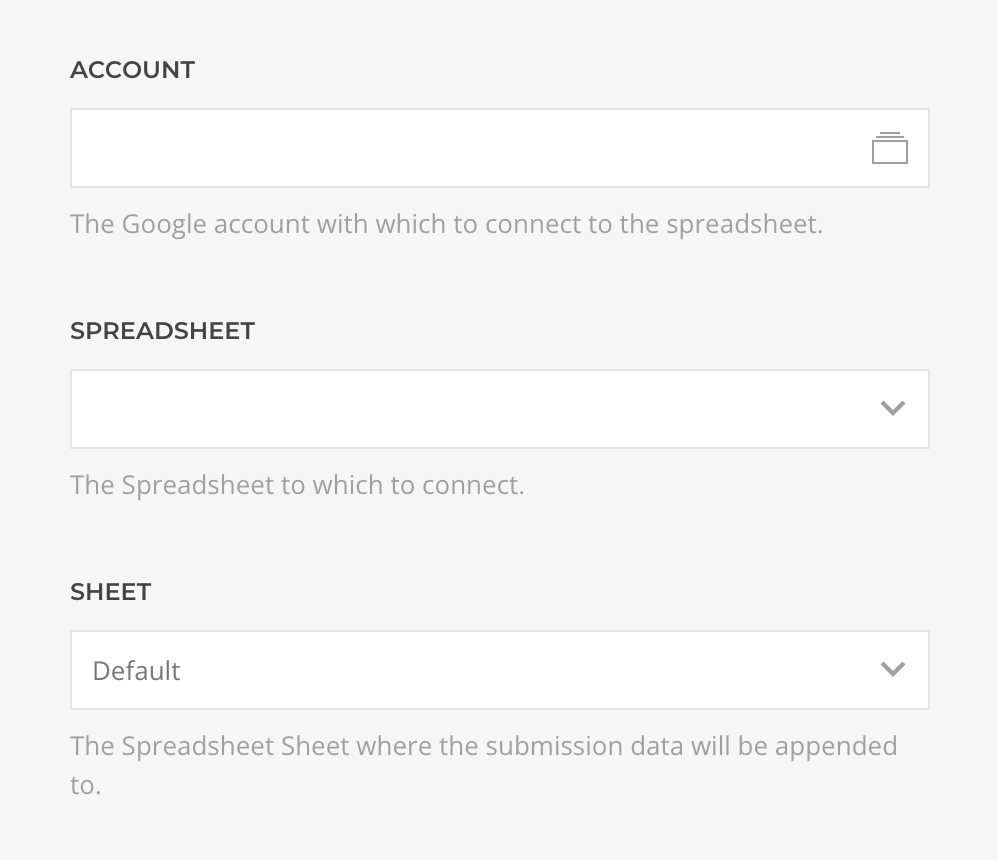 ACCOUNT
The Google account with which to connect to the spreadsheet.
SPREADSHEET
The Spreadsheet to which to connect.
SHEET
Default
The Spreadsheet Sheet where the submission data will be appended
to.